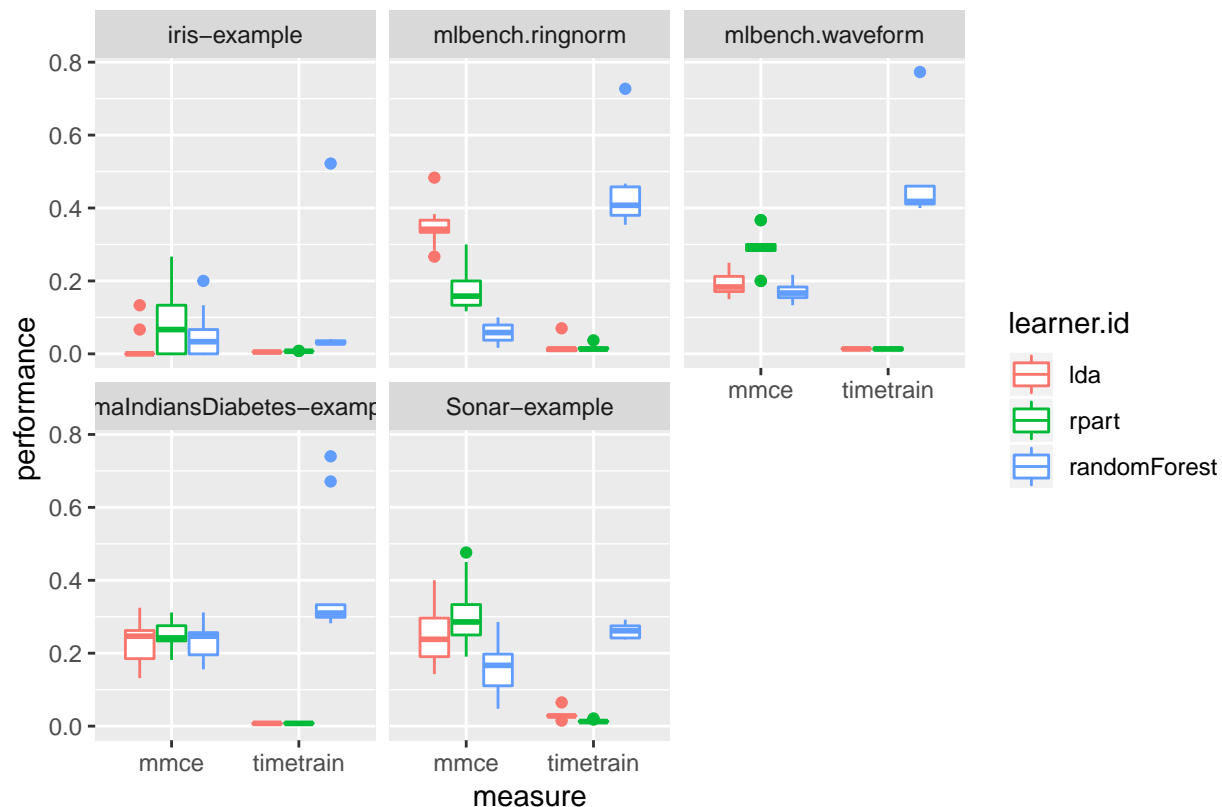 iris−example mlbench.ringnorm mlbench.waveform
0.8
0.6
0.4
0.2
0.0
mmce timetrain
maIndiansDiabetes−examp Sonar−example
0.8
0.6
0.4
0.2
0.0
mmce timetrain mmce timetrain
performance
measure
learner.id
lda
rpart
randomForest